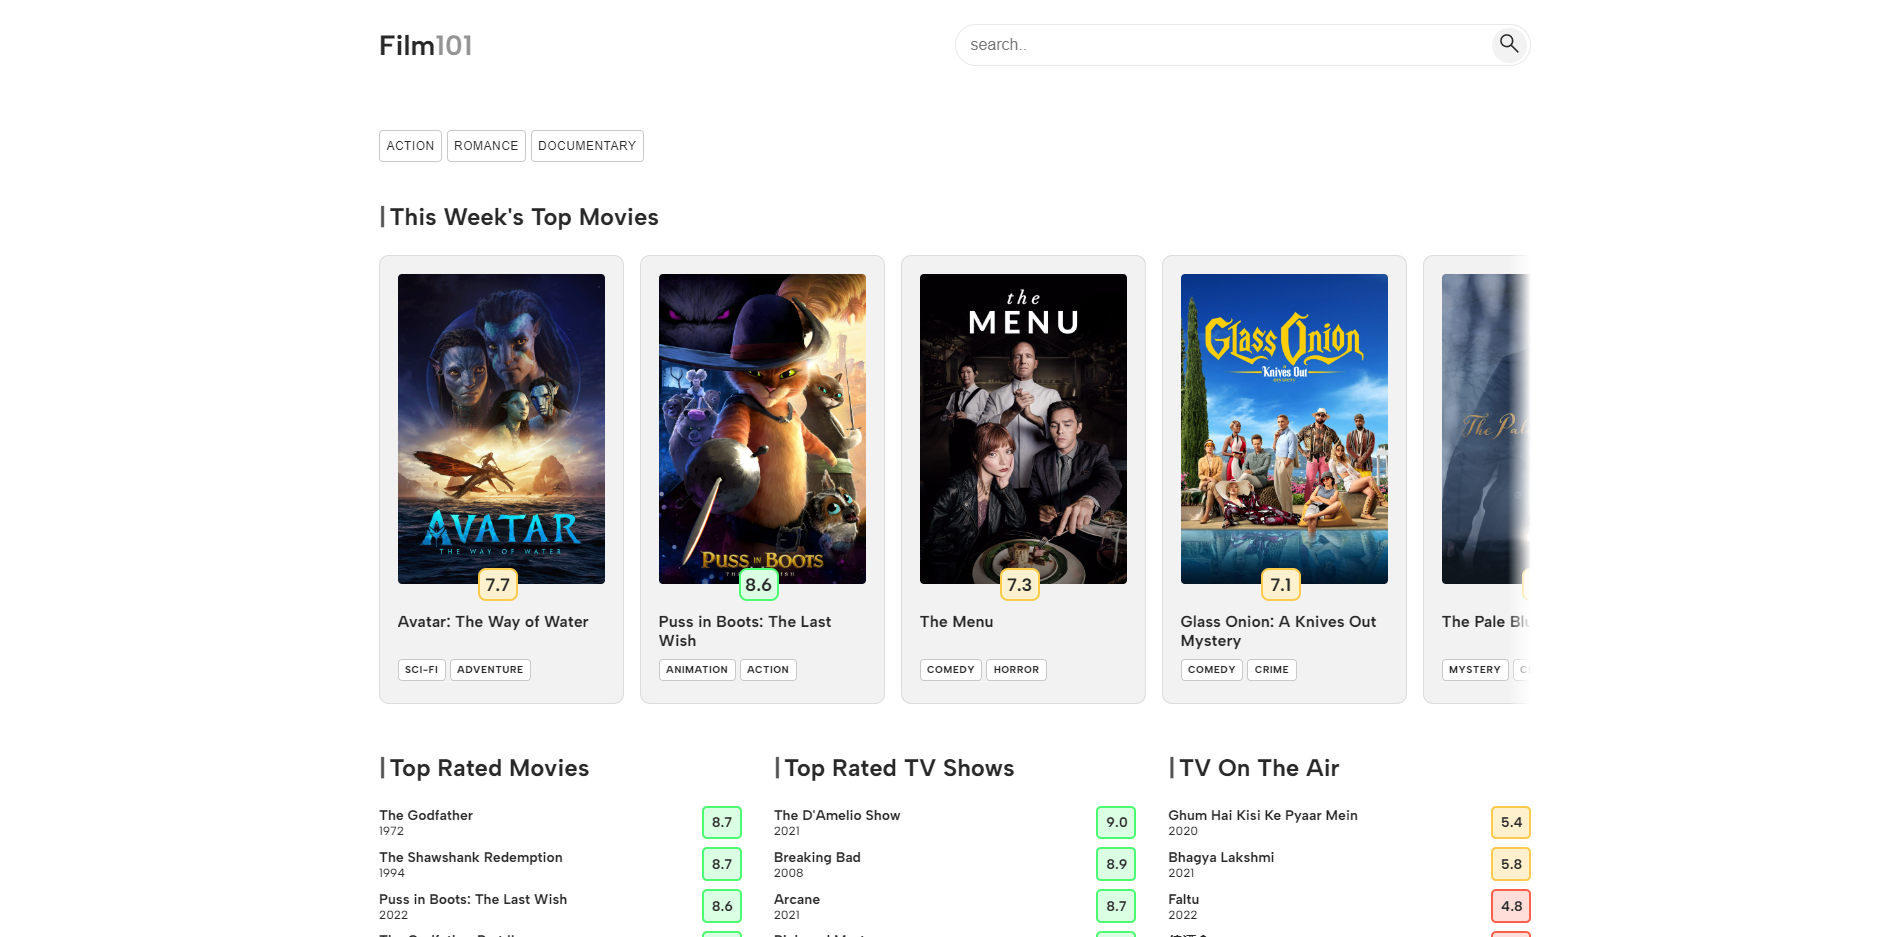 Film101
search..
ACTION
ROMANCE
DOCUMENTARY
This Week's Top Movies
AVATAR
THE WAY OF WATER
7.7
Avatar: The Way of Water
SCI-FI
ADVENTURE
PUSS IN BOOTS
8.6
Puss in Boots: The Last
Wish
ANIMATION
ACTION
the
MENU
7.3
The Menu
COMEDY
HORROR
Glass Onion
A Knives Out
MYSTERY
7.1
Glass Onion: A Knives Out
Mystery
COMEDY
CRIME
The Pal
The Pale Blu
MYSTERY
C
Top Rated Movies
The Godfather
8.7
1972
The Shawshank Redemption
8.7
1994
Puss in Boots: The Last Wish
8.6
2022
Top Rated TV Shows
The D'Amelio Show
9.0
2021
Breaking Bad
8.9
2008
Arcane
8.7
2021
TV On The Air
Ghum Hai Kisi Ke Pyaar Mein
5.4
2020
Bhagya Lakshmi
5.8
2021
Faltu
4.8
2022